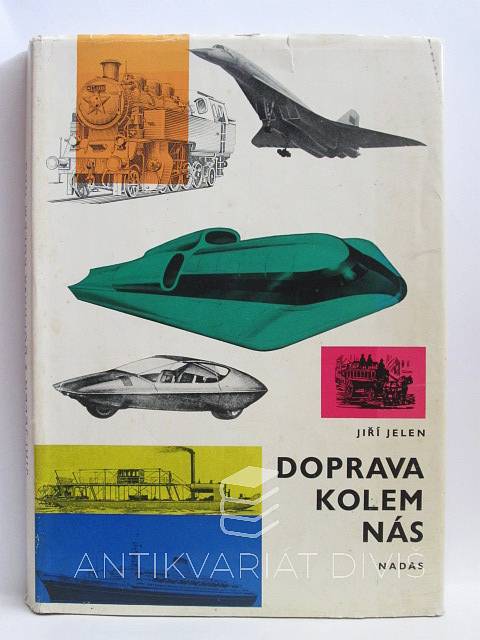 JIŘÍ JELEN
DOPRAVA
KOLEM
NÁS
NADAS
ANTIKVARIÁT DIVIŠ